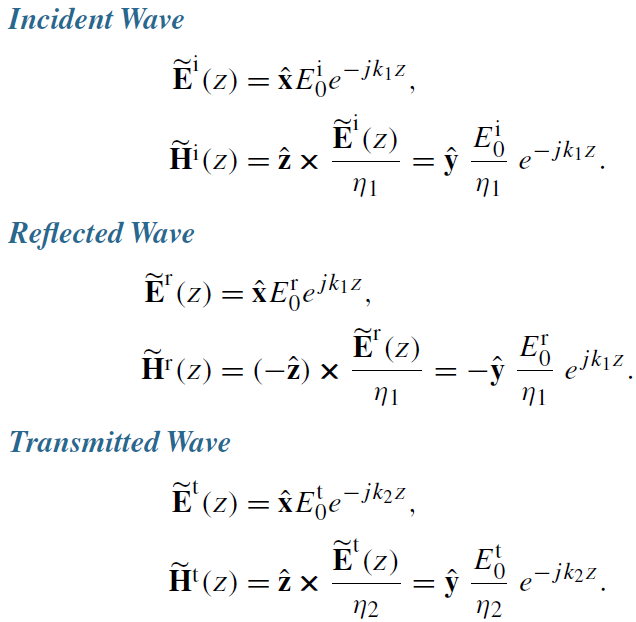 Incident Wave
Ẽⁱ(z) = x̂E₀ⁱe^{−jk₁z},
H̃ⁱ(z) = ẑ × Ẽⁱ(z)/η₁ = ŷ E₀ⁱ/η₁ e^{−jk₁z}.
Reflected Wave
Ẽʳ(z) = x̂E₀ʳe^{jk₁z},
H̃ʳ(z) = (−ẑ) × Ẽʳ(z)/η₁ = −ŷ E₀ʳ/η₁ e^{jk₁z}.
Transmitted Wave
Ẽᵗ(z) = x̂E₀ᵗe^{−jk₂z},
H̃ᵗ(z) = ẑ × Ẽᵗ(z)/η₂ = ŷ E₀ᵗ/η₂ e^{−jk₂z}.